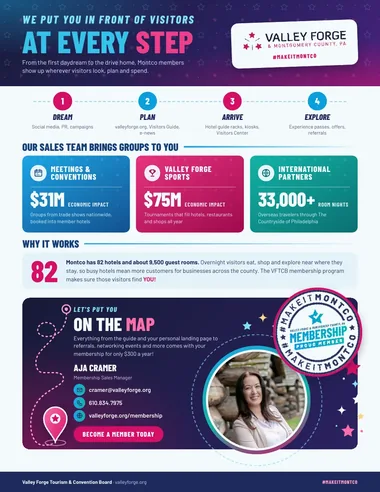 WE PUT YOU IN FRONT OF VISITORS
AT EVERY STEP
From the first daydream to the drive home, Montco members
show up wherever visitors look, plan and spend.
VALLEY FORGE
& MONTGOMERY COUNTY, PA
#MAKEITMONTCO
1 2 3 4
DREAM PLAN ARRIVE EXPLORE
Social media, PR, campaigns valleyforge.org, Visitors Guide, Hotel guide racks, kiosks, Experience passes, offers,
e-news Visitors Center referrals
OUR SALES TEAM BRINGS GROUPS TO YOU
MEETINGS & VALLEY FORGE INTERNATIONAL
CONVENTIONS SPORTS PARTNERS
$31M ECONOMIC IMPACT $75M ECONOMIC IMPACT 33,000+ ROOM NIGHTS
Groups from trade shows nationwide, Tournaments that fill hotels, restaurants Overseas travelers through The
booked into member hotels and shops all year Countryside of Philadelphia
WHY IT WORKS
82
Montco has 82 hotels and about 9,500 guest rooms. Overnight visitors eat, shop and explore near where they
stay, so busy hotels mean more customers for businesses across the county. The VFTCB membership program
makes sure those visitors find YOU!
LET'S PUT YOU
ON THE MAP
Everything from the guide and your personal landing page to
referrals, networking events and more comes with your
membership for only $300 a year!
AJA CRAMER
Membership Sales Manager
cramer@valleyforge.org
610.834.7975
valleyforge.org/membership
BECOME A MEMBER TODAY
#MAKEITMONTCO
MEMBERSHIP
PROUD MEMBER
#MAKEITMONTCO
Valley Forge Tourism & Convention Board valleyforge.org
#MAKEITMONTCO